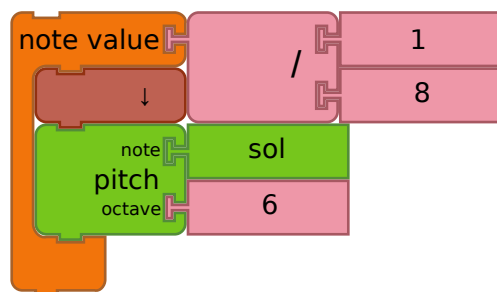 note value / 1
↓ 8
note sol
pitch
octave 6